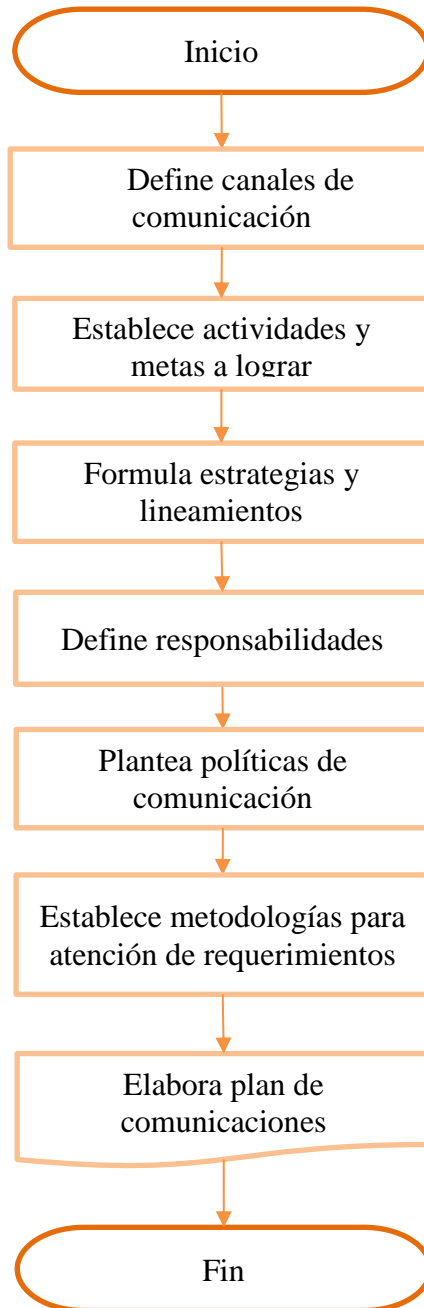 Inicio
Define canales de
comunicación
Establece actividades y
metas a lograr
Formula estrategias y
lineamientos
Define responsabilidades
Plantea políticas de
comunicación
Establece metodologías para
atención de requerimientos
Elabora plan de
comunicaciones
Fin